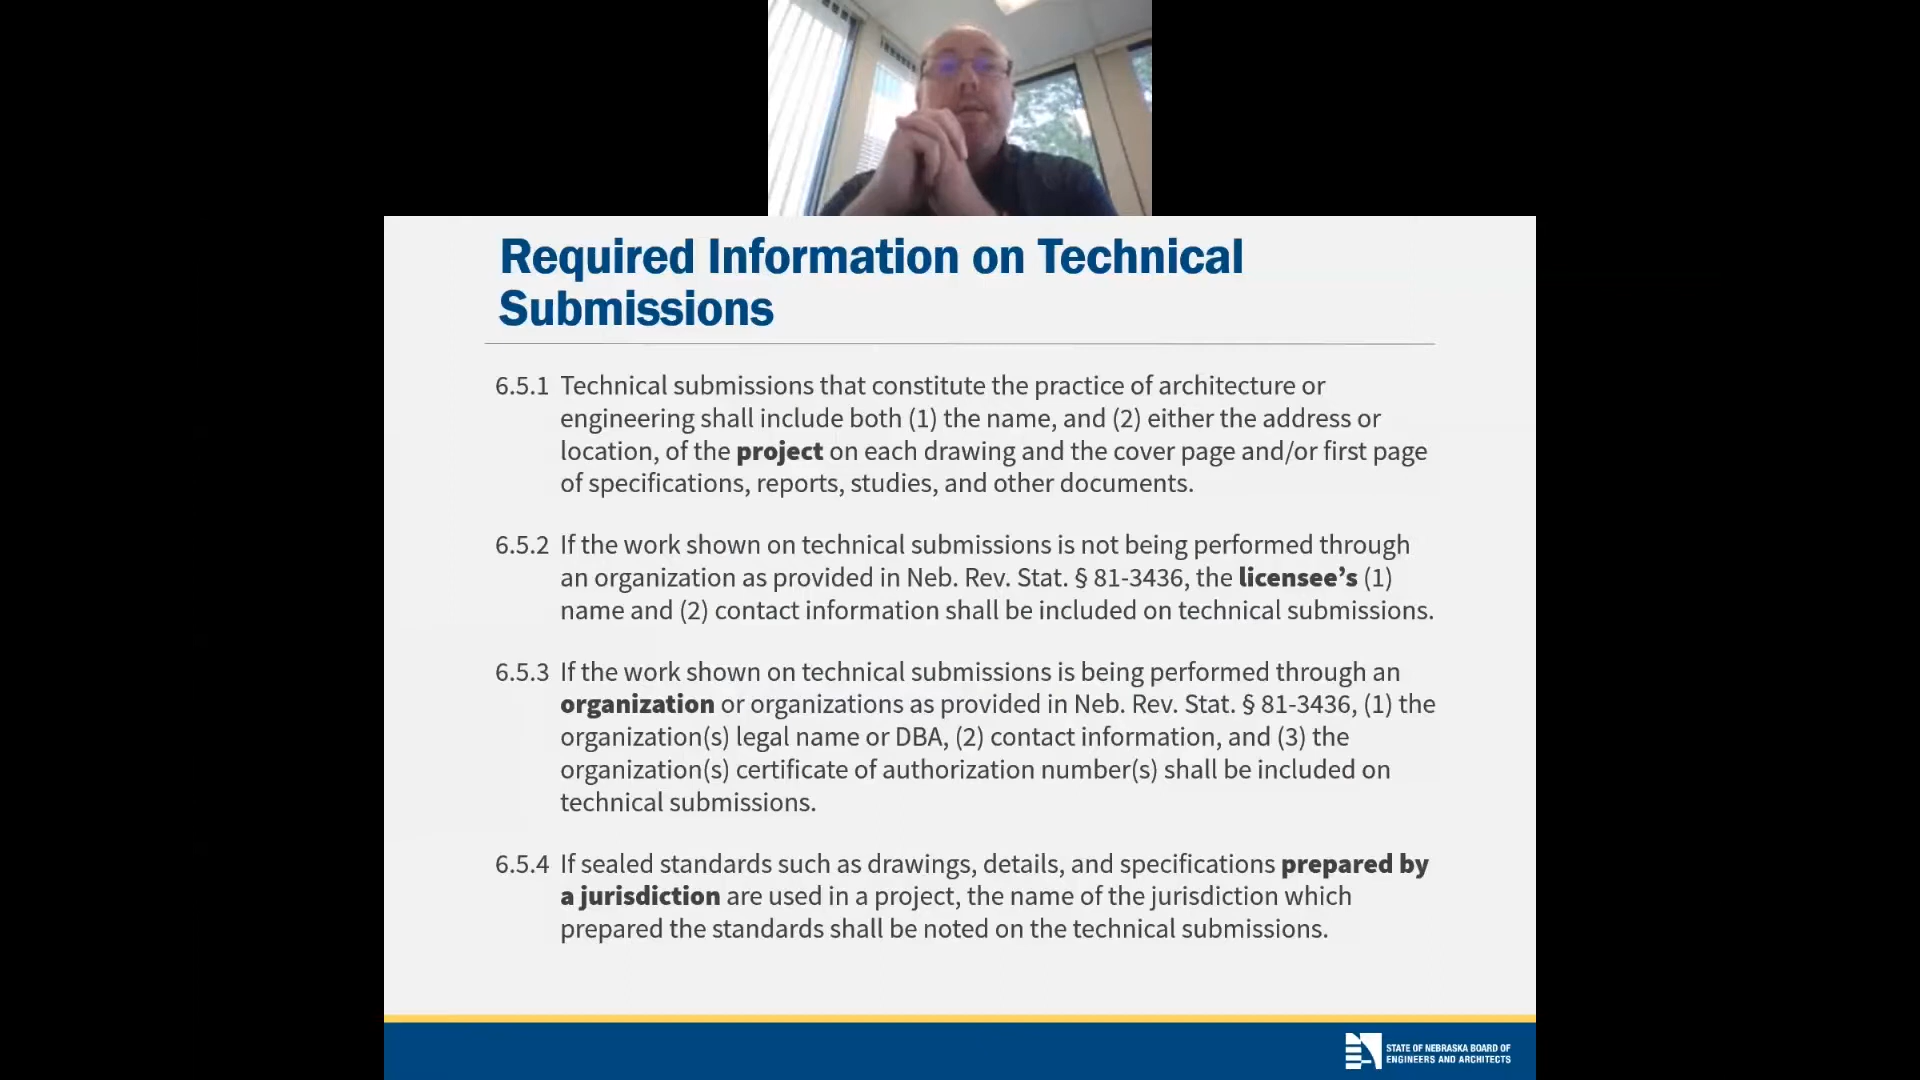 Required Information on Technical
Submissions
6.5.1 Technical submissions that constitute the practice of architecture or
engineering shall include both (1) the name, and (2) either the address or
location, of the project on each drawing and the cover page and/or first page
of specifications, reports, studies, and other documents.
6.5.2 If the work shown on technical submissions is not being performed through
an organization as provided in Neb. Rev. Stat. § 81-3436, the licensee’s (1)
name and (2) contact information shall be included on technical submissions.
6.5.3 If the work shown on technical submissions is being performed through an
organization or organizations as provided in Neb. Rev. Stat. § 81-3436, (1) the
organization(s) legal name or DBA, (2) contact information, and (3) the
organization(s) certificate of authorization number(s) shall be included on
technical submissions.
6.5.4 If sealed standards such as drawings, details, and specifications prepared by
a jurisdiction are used in a project, the name of the jurisdiction which
prepared the standards shall be noted on the technical submissions.
STATE OF NEBRASKA BOARD OF
ENGINEERS AND ARCHITECTS